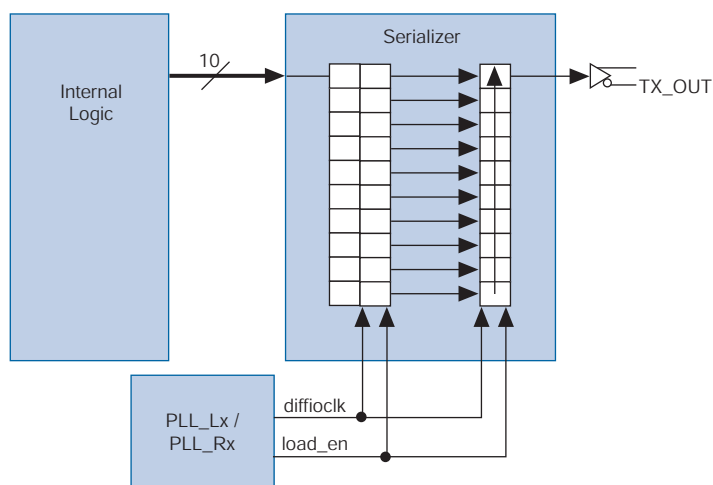 Serializer
10
Internal
Logic
TX_OUT
diffioclk
PLL_Lx /
PLL_Rx
load_en